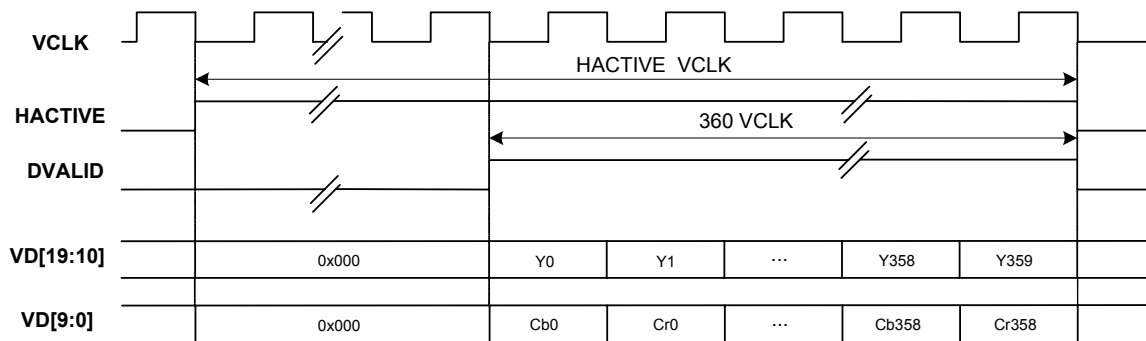 VCLK
HACTIVE VCLK
HACTIVE
360 VCLK
DVALID
VD[19:10] 0x000 Y0 Y1 ... Y358 Y359
VD[9:0] 0x000 Cb0 Cr0 ... Cb358 Cr358